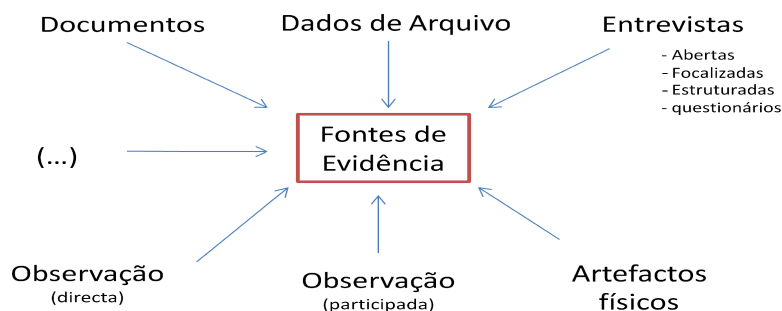 Documentos
Dados de Arquivo
Entrevistas
- Abertas
- Focalizadas
- Estruturadas
- questionários
(...)
Fontes de
Evidência
Observação
(directa)
Observação
(participada)
Artefactos
físicos